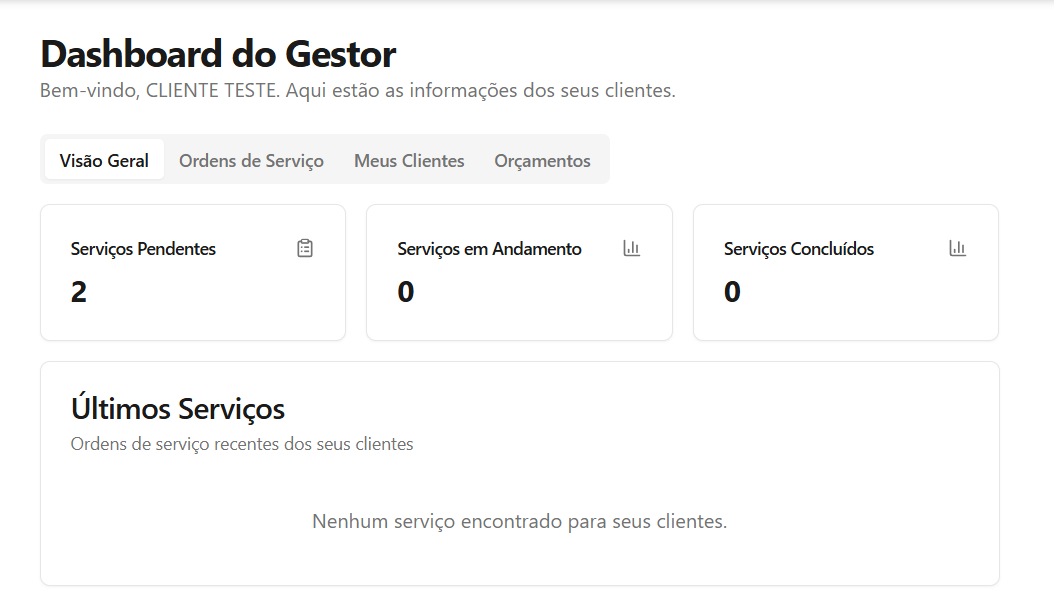 Dashboard do Gestor
Bem-vindo, CLIENTE TESTE. Aqui estão as informações dos seus clientes.
Visão Geral Ordens de Serviço Meus Clientes Orçamentos
Serviços Pendentes
2
Serviços em Andamento
0
Serviços Concluídos
0
Últimos Serviços
Ordens de serviço recentes dos seus clientes
Nenhum serviço encontrado para seus clientes.